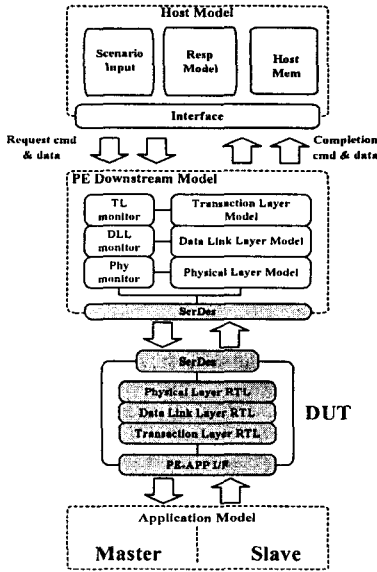 Host Model
Scenario Input
Resp Model
Host Mem
Interface
Request cmd & data
Completion cmd & data
PE Downstream Model
TL monitor
Transaction Layer Model
DLL monitor
Data Link Layer Model
Phy monitor
Physical Layer Model
SerDes
SerDes
Physical Layer RTL
Data Link Layer RTL
Transaction Layer RTL
DUT
PE-APP I/F
Application Model
Master
Slave